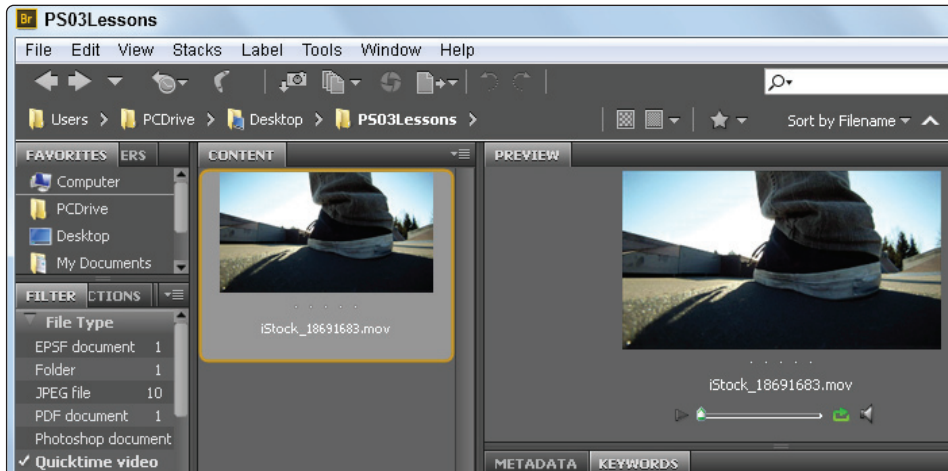 Br PS03Lessons
File Edit View Stacks Label Tools Window Help
Users > PCDrive > Desktop > PS03Lessons >
Sort by Filename
FAVORITES ERS
CONTENT
PREVIEW
Computer
PCDrive
Desktop
My Documents
iStock_18691683.mov
iStock_18691683.mov
FILTER CTIONS
File Type
EPSF document 1
Folder 1
JPEG file 10
PDF document 1
Photoshop document
✓ Quicktime video
METADATA KEYWORDS